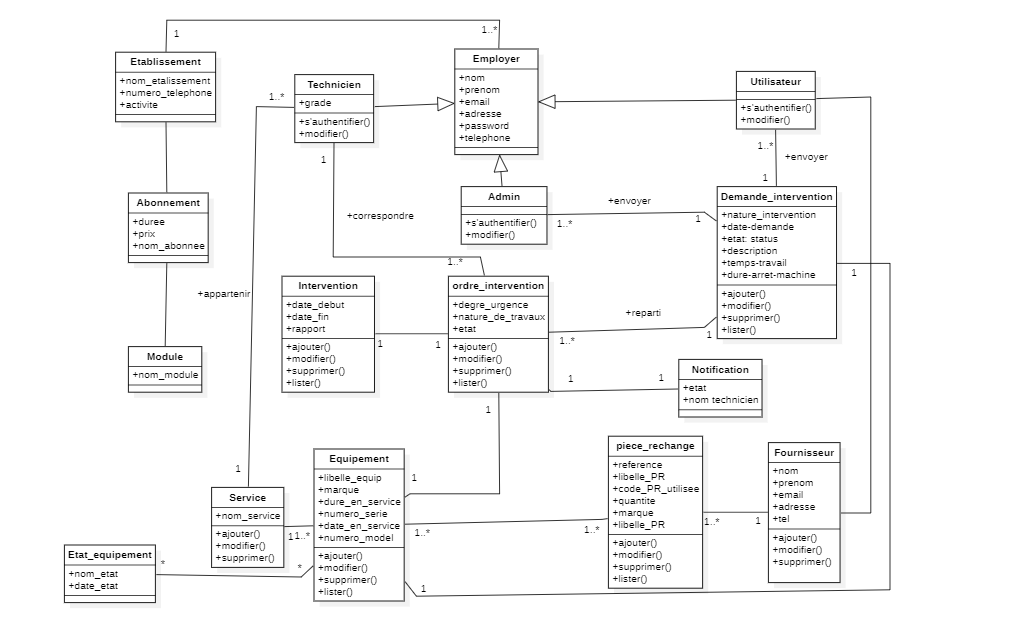 1
1..*
Etablissement
+nom_etalissement
+numero_telephone
+activite
Technicien
+grade
+s'authentifier()
+modifier()
1..*
1
Employer
+nom
+prenom
+email
+adresse
+password
+telephone
Utilisateur
+s'authentifier()
+modifier()
1..*
+envoyer
1
Abonnement
+duree
+prix
+nom_abonnee
+correspondre
1..*
Admin
+s'authentifier()
+modifier()
+envoyer
1..*
1
Demande_intervention
+nature_intervention
+date-demande
+etat: status
+description
+temps-travail
+dure-arret-machine
+ajouter()
+modifier()
+supprimer()
+lister()
1
+appartenir
Intervention
+date_debut
+date_fin
+rapport
+ajouter()
+modifier()
+supprimer()
+lister()
1
1
ordre_intervention
+degre_urgence
+nature_de_travaux
+etat
+ajouter()
+modifier()
+supprimer()
+lister()
+reparti
1..*
1
Module
+nom_module
1
1
Notification
+etat
+nom technicien
1
1
1
Service
+nom_service
+ajouter()
+modifier()
+supprimer()
11..*
Equipement
+libelle_equip
+marque
+dure_en_service
+numero_serie
+date_en_service
+numero_model
+ajouter()
+modifier()
+supprimer()
+lister()
1..*
1..*
piece_rechange
+reference
+libelle_PR
+code_PR_utilisee
+quantite
+marque
+libelle_PR
+ajouter()
+modifier()
+supprimer()
+lister()
1..*
1
Fournisseur
+nom
+prenom
+email
+adresse
+tel
+ajouter()
+modifier()
+supprimer()
Etat_equipement
+nom_etat
+date_etat
*
*
1